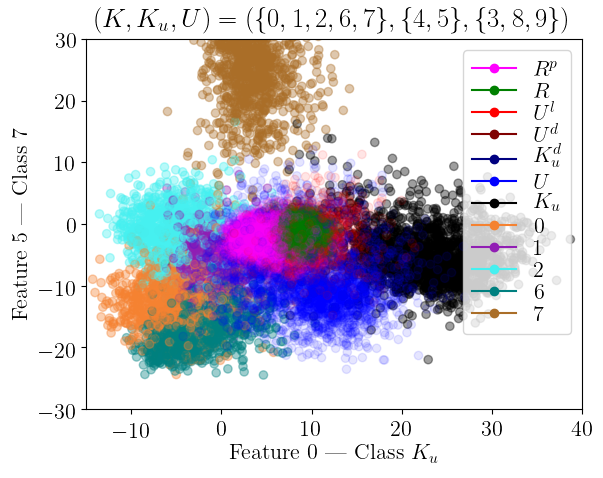 (K, K_u, U) = ({0, 1, 2, 6, 7}, {4, 5}, {3, 8, 9})
30
20
10
0
−10
−20
−30
Feature 5 — Class 7
−10
0
10
20
30
40
Feature 0 — Class K_u
R^p
R
U^l
U^d
K_u^d
U
K_u
0
1
2
6
7